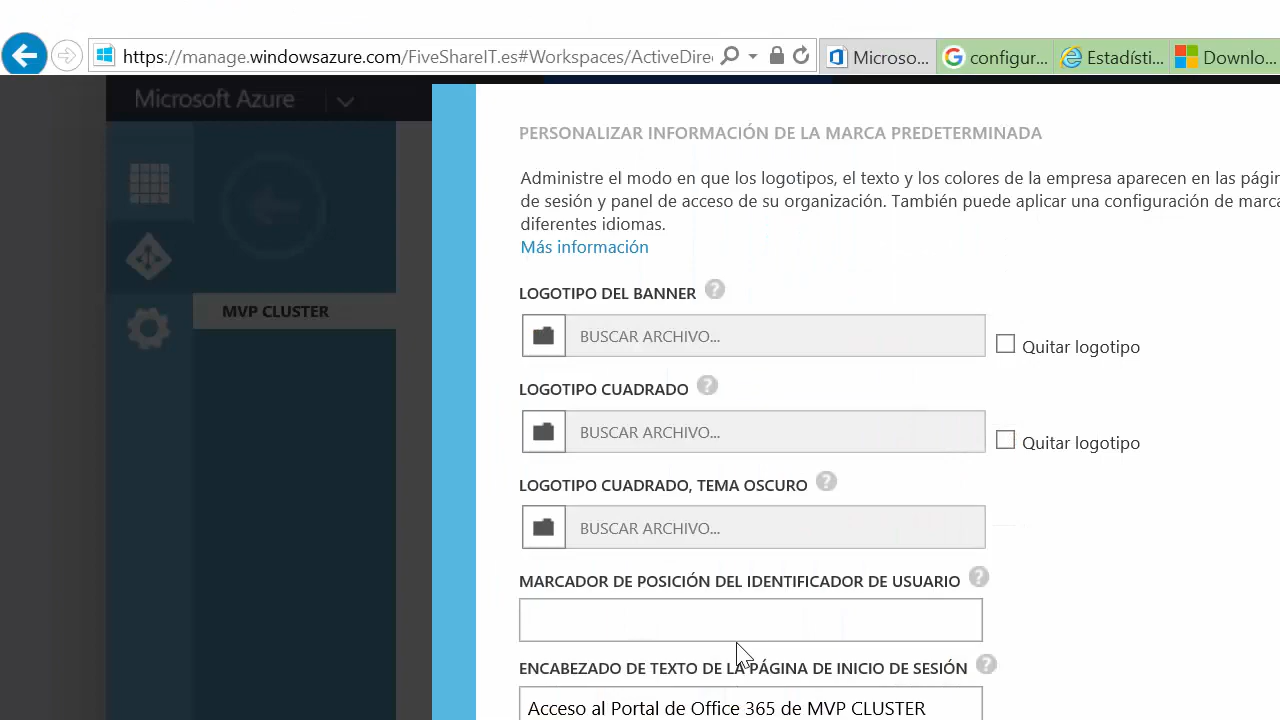 https://manage.windowsazure.com/FiveShareIT.es#Workspaces/ActiveDirec
Microso...
configur...
Estadísti...
Downlo...
Microsoft Azure
MVP CLUSTER
PERSONALIZAR INFORMACIÓN DE LA MARCA PREDETERMINADA
Administre el modo en que los logotipos, el texto y los colores de la empresa aparecen en las págin
de sesión y panel de acceso de su organización. También puede aplicar una configuración de marca
diferentes idiomas.
Más información
LOGOTIPO DEL BANNER ?
BUSCAR ARCHIVO...
Quitar logotipo
LOGOTIPO CUADRADO ?
BUSCAR ARCHIVO...
Quitar logotipo
LOGOTIPO CUADRADO, TEMA OSCURO ?
BUSCAR ARCHIVO...
MARCADOR DE POSICIÓN DEL IDENTIFICADOR DE USUARIO ?
ENCABEZADO DE TEXTO DE LA PÁGINA DE INICIO DE SESIÓN ?
Acceso al Portal de Office 365 de MVP CLUSTER